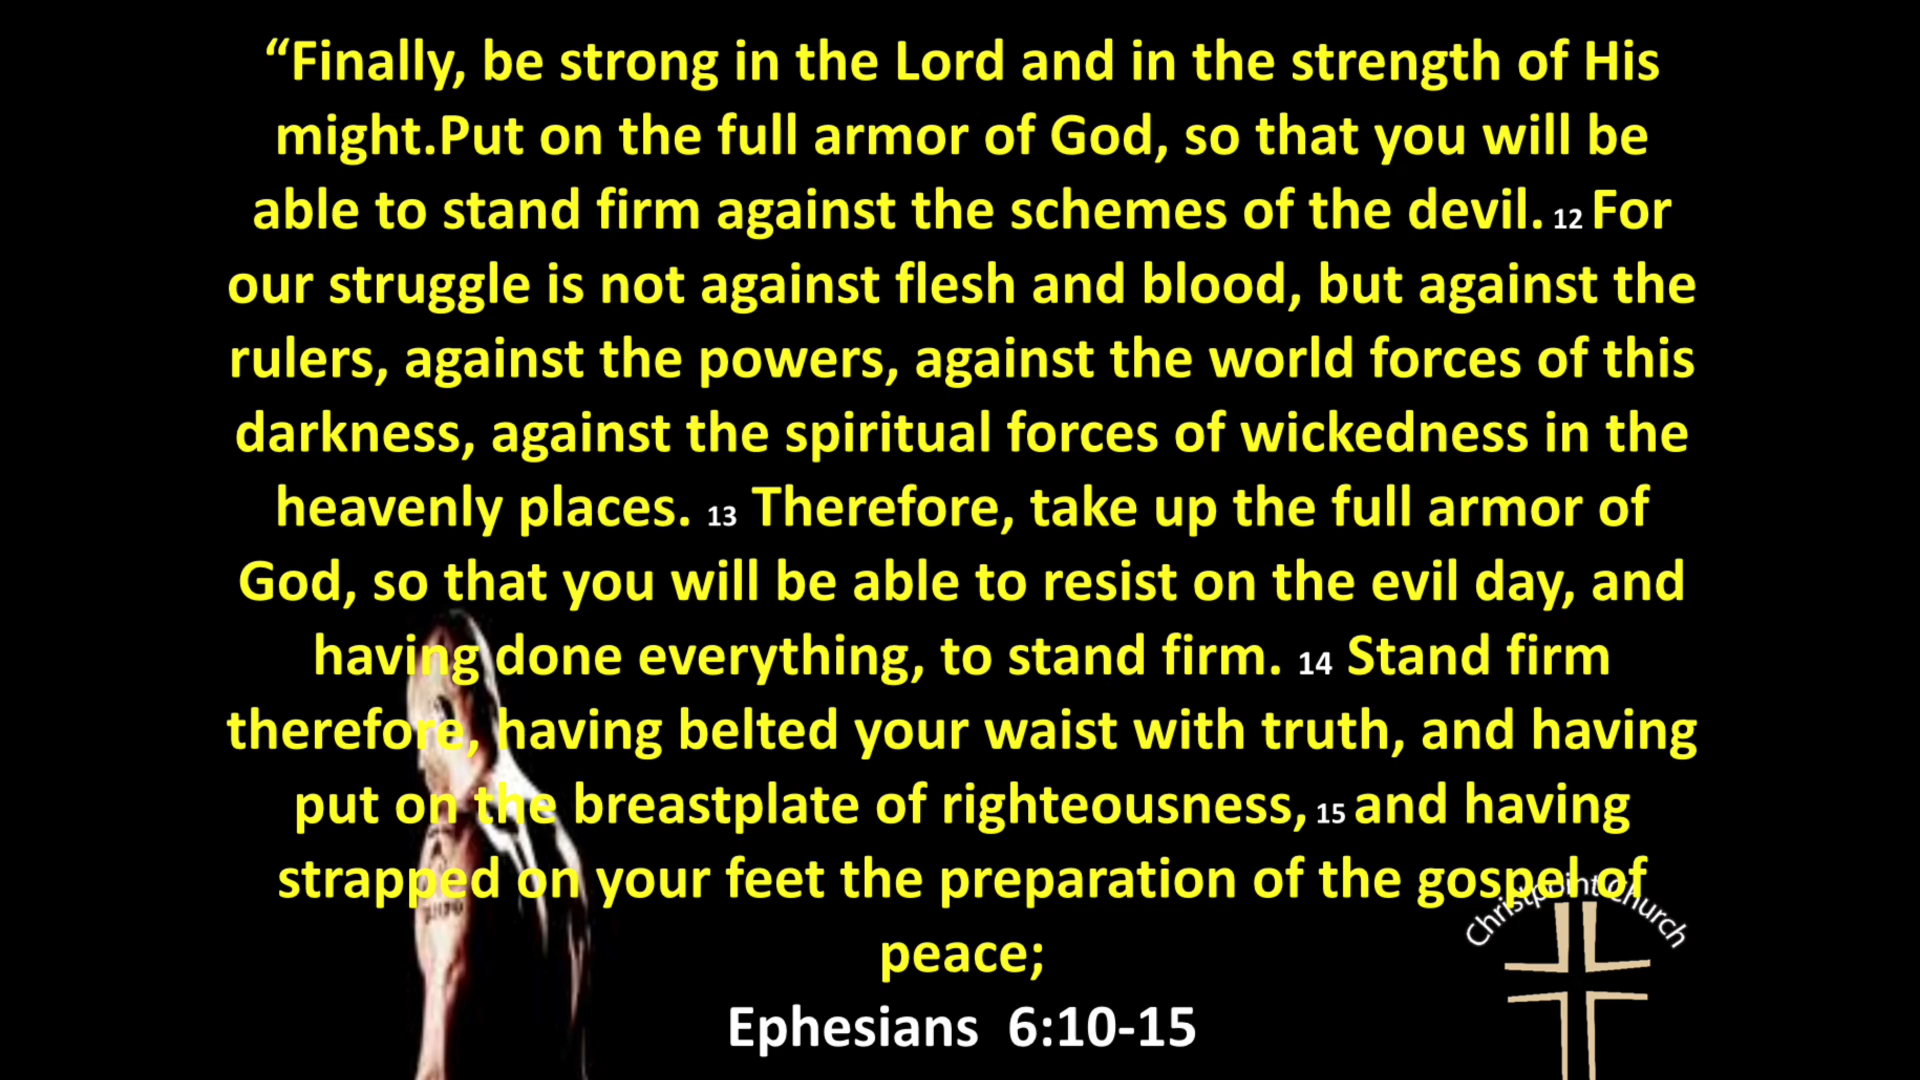 “Finally, be strong in the Lord and in the strength of His
might.Put on the full armor of God, so that you will be
able to stand firm against the schemes of the devil. 12 For
our struggle is not against flesh and blood, but against the
rulers, against the powers, against the world forces of this
darkness, against the spiritual forces of wickedness in the
heavenly places. 13 Therefore, take up the full armor of
God, so that you will be able to resist on the evil day, and
having done everything, to stand firm. 14 Stand firm
therefore, having belted your waist with truth, and having
put on the breastplate of righteousness, 15 and having
strapped on your feet the preparation of the gospel of
peace;
Ephesians 6:10-15
Christpoint Church